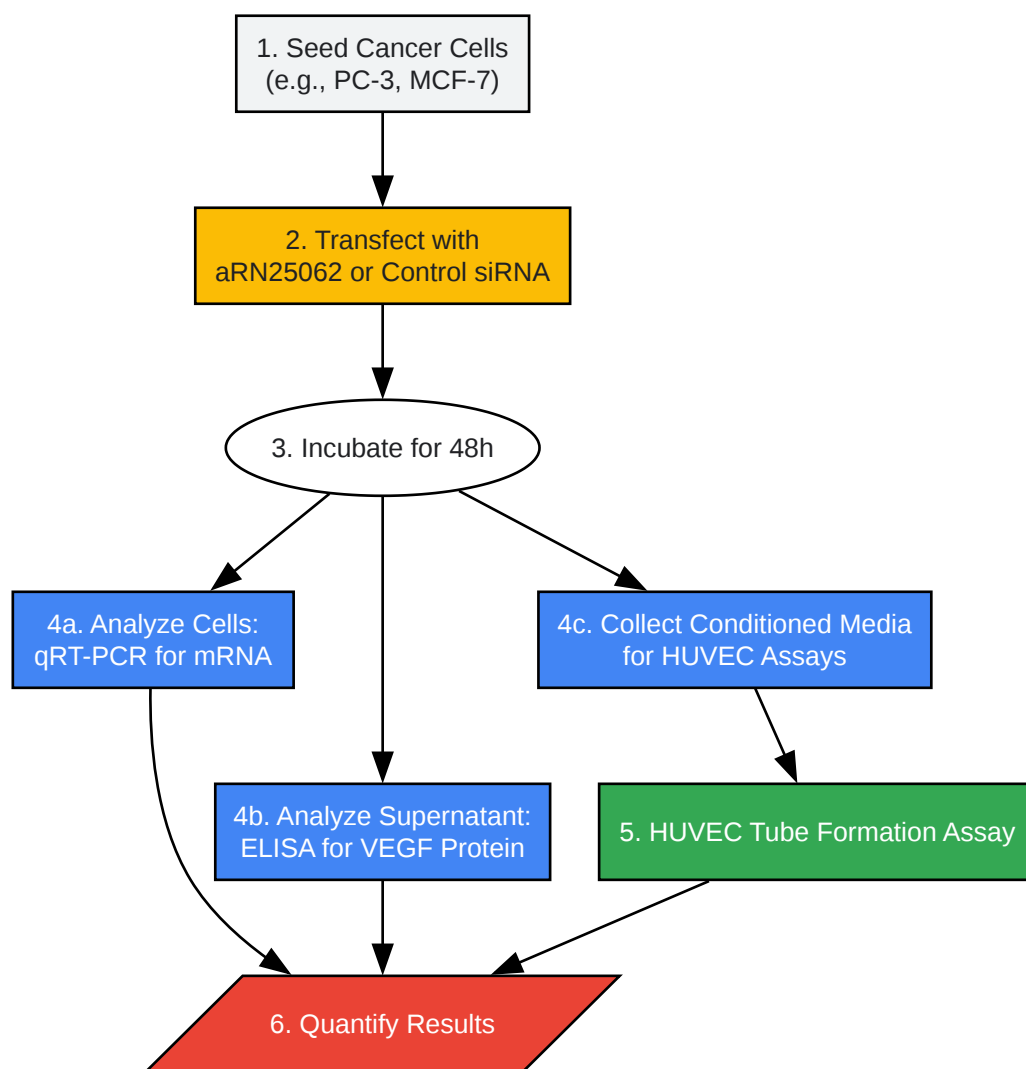 1. Seed Cancer Cells
(e.g., PC-3, MCF-7)
2. Transfect with
aRN25062 or Control siRNA
3. Incubate for 48h
4a. Analyze Cells:
qRT-PCR for mRNA
4c. Collect Conditioned Media
for HUVEC Assays
4b. Analyze Supernatant:
ELISA for VEGF Protein
5. HUVEC Tube Formation Assay
6. Quantify Results